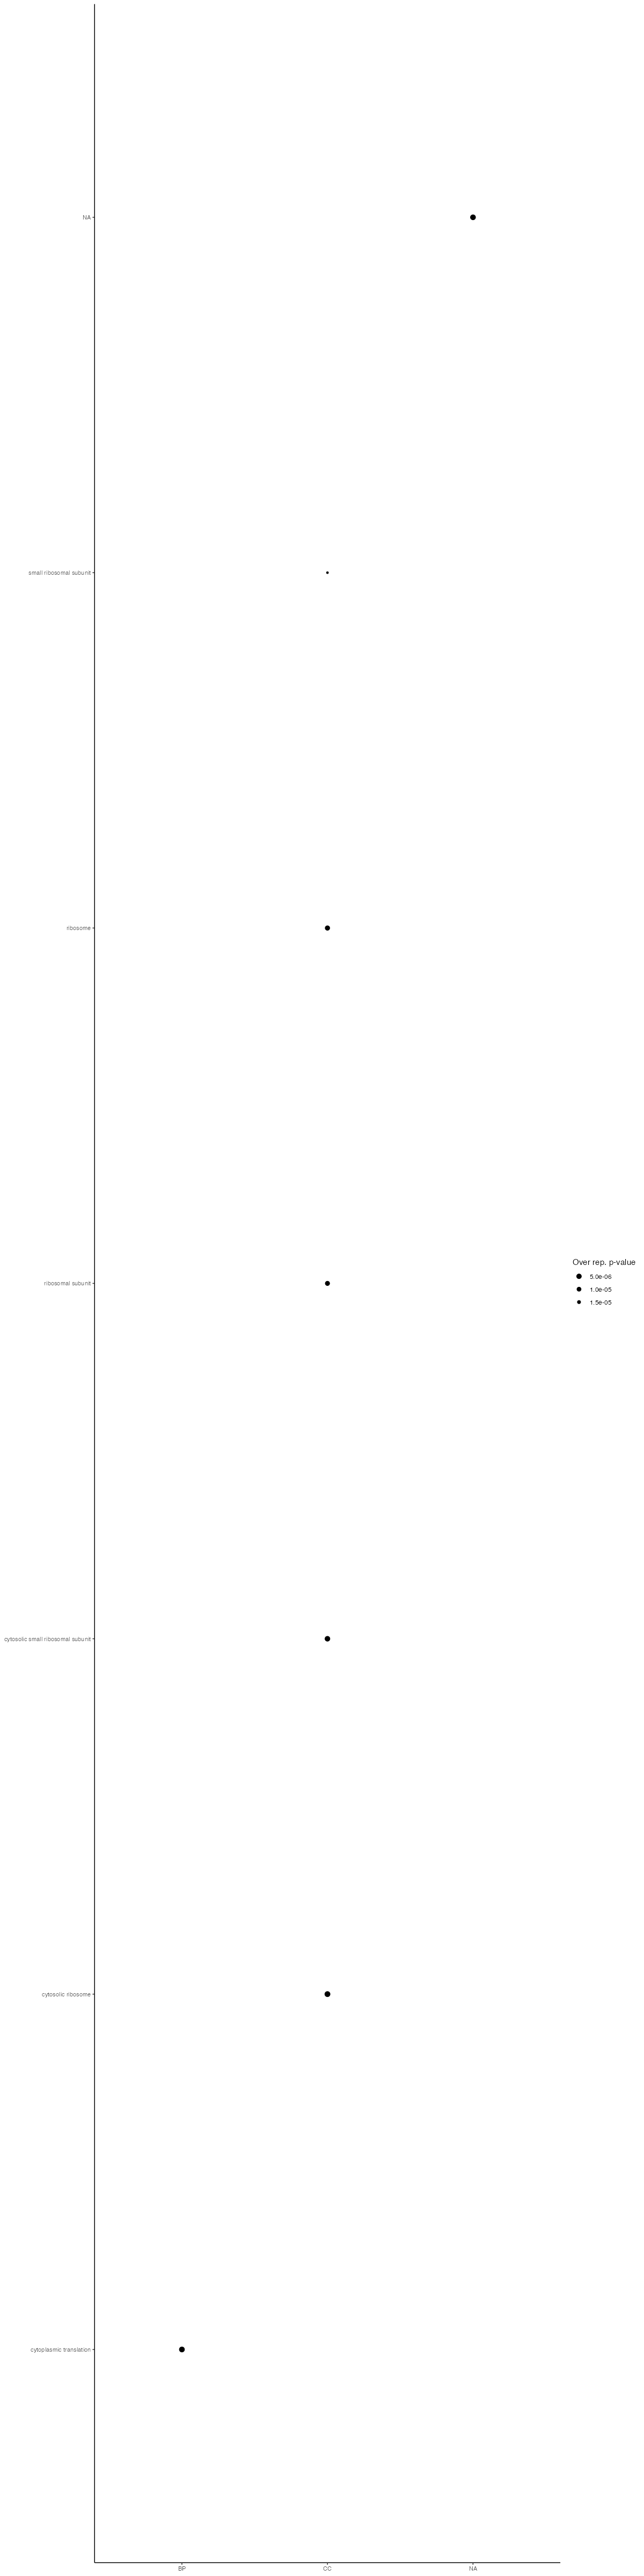 NA
small ribosomal subunit
ribosome
ribosomal subunit
cytosolic small ribosomal subunit
cytosolic ribosome
cytoplasmic translation
BP
CC
NA
Over rep. p-value
5.0e-06
1.0e-05
1.5e-05